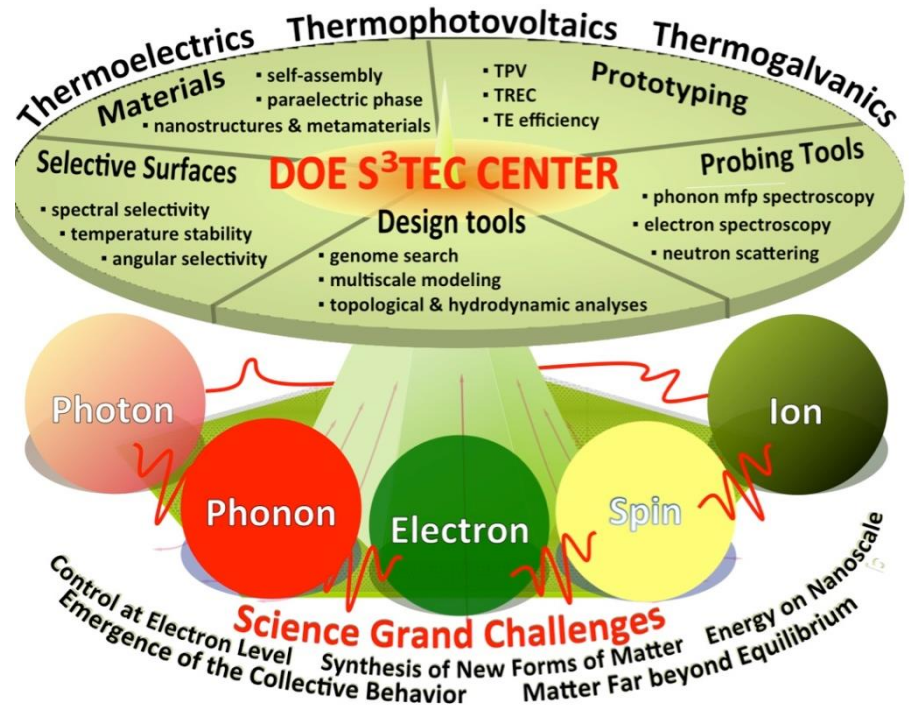 Thermoelectrics
Thermophotovoltaics
Thermogalvanics
Materials
▪ self-assembly
▪ paraelectric phase
▪ nanostructures & metamaterials
▪ TPV
▪ TREC
▪ TE efficiency
Prototyping
Selective Surfaces
▪ spectral selectivity
▪ temperature stability
▪ angular selectivity
DOE S³TEC CENTER
Design tools
▪ genome search
▪ multiscale modeling
▪ topological & hydrodynamic analyses
Probing Tools
▪ phonon mfp spectroscopy
▪ electron spectroscopy
▪ neutron scattering
Photon
Phonon
Electron
Spin
Ion
Science Grand Challenges
Control at Electron Level
Synthesis of New Forms of Matter
Energy on Nanoscale
Emergence of the Collective Behavior
Matter Far beyond Equilibrium